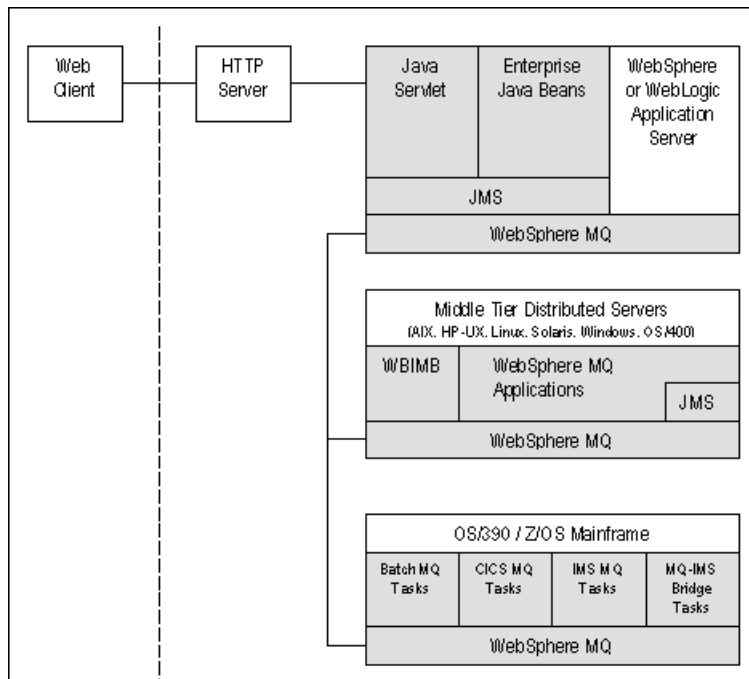 Web
Client
HTTP
Server
Java
Servlet
Enterprise
Java Beans
WebSphere
or WebLogic
Application
Server
JMS
WebSphere MQ
Middle Tier Distributed Servers
(AIX, HP-UX, Linux, Solaris, Windows, OS/400)
WBIMB
WebSphere MQ
Applications
JMS
WebSphere MQ
OS/390 / Z/OS Mainframe
Batch MQ
Tasks
CICS MQ
Tasks
IMS MQ
Tasks
MQ-IMS
Bridge
Tasks
WebSphere MQ